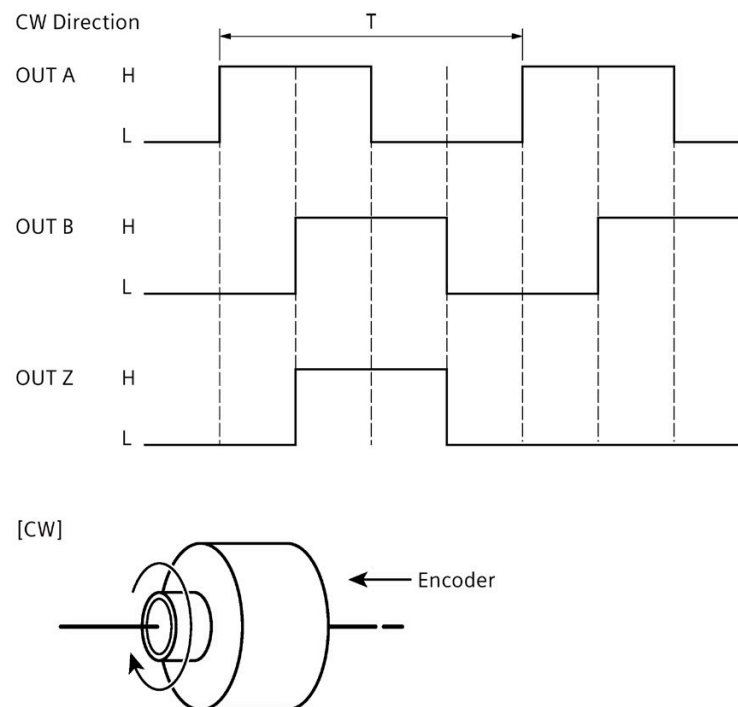 CW Direction
T
OUT A H
L
OUT B H
L
OUT Z H
L
[CW]
Encoder